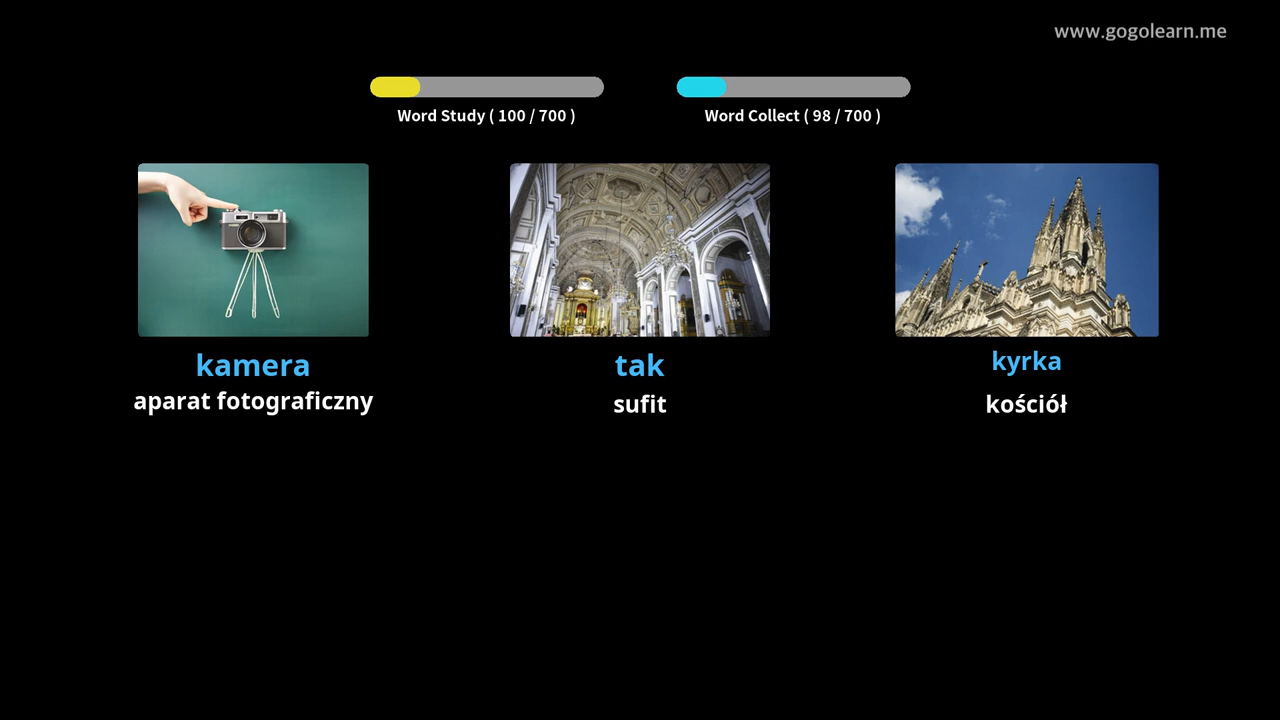 www.gogolearn.me
Word Study ( 100 / 700 )
Word Collect ( 98 / 700 )
kamera
aparat fotograficzny
tak
sufit
kyrka
kościół